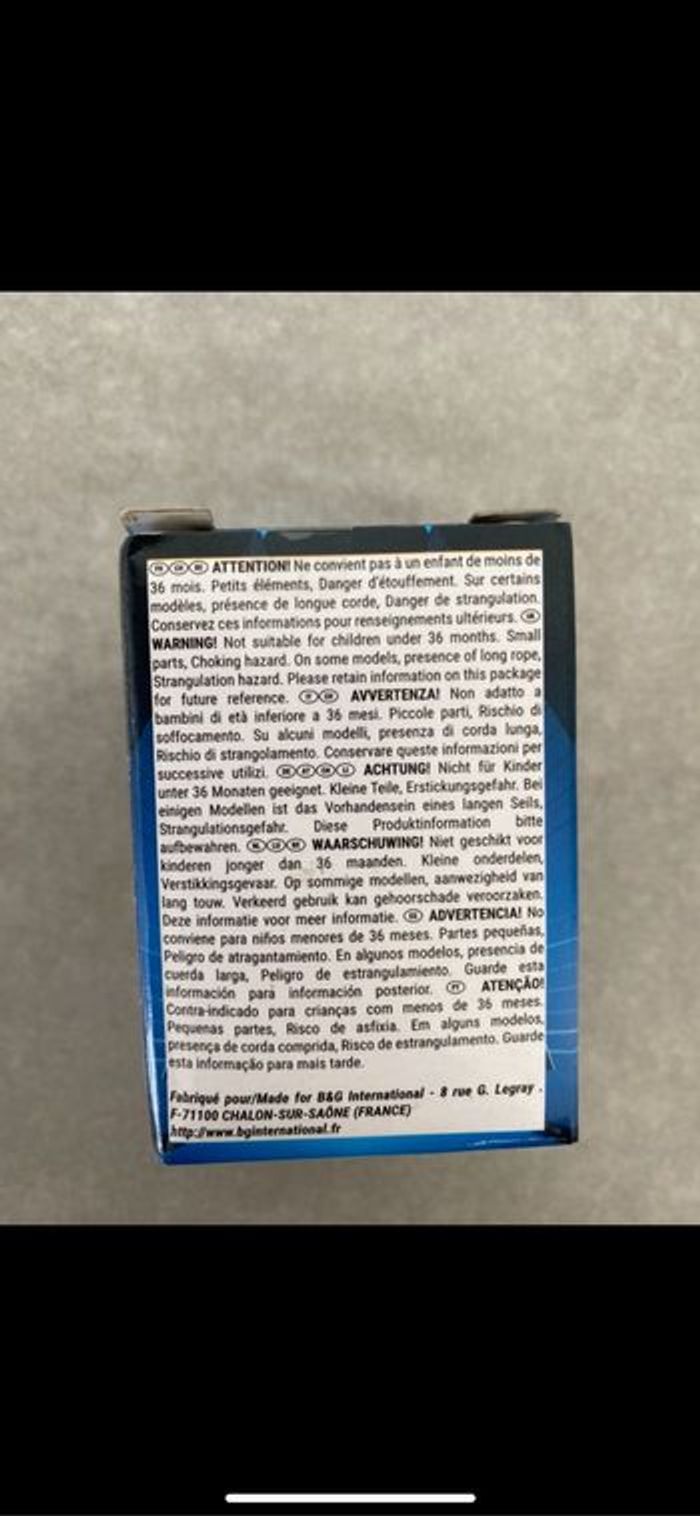 ATTENTION! Ne convient pas à un enfant de moins de
36 mois. Petits éléments, Danger d'étouffement. Sur certains
modèles, présence de longue corde, Danger de strangulation.
Conservez ces informations pour renseignements ultérieurs.
WARNING! Not suitable for children under 36 months. Small
parts, Choking hazard. On some models, presence of long rope,
Strangulation hazard. Please retain information on this package
for future reference. AVVERTENZA! Non adatto a
bambini di età inferiore a 36 mesi. Piccole parti, Rischio di
soffocamento. Su alcuni modelli, presenza di corda lunga,
Rischio di strangolamento. Conservare queste informazioni per
successive utilizi. ACHTUNG! Nicht für Kinder
unter 36 Monaten geeignet. Kleine Teile, Erstickungsgefahr. Bei
einigen Modellen ist das Vorhandensein eines langen Seils,
Strangulationsgefahr. Diese Produktinformation bitte
aufbewahren. WAARSCHUWING! Niet geschikt voor
kinderen jonger dan 36 maanden. Kleine onderdelen,
Verstikkingsgevaar. Op sommige modellen, aanwezigheid van
lang touw. Verkeerd gebruik kan gehoorschade veroorzaken.
Deze informatie voor meer informatie. ADVERTENCIA! No
conviene para niños menores de 36 meses. Partes pequeñas,
Peligro de atragantamiento. En algunos modelos, presencia de
cuerda larga, Peligro de estrangulamiento. Guarde esta
información para información posterior. ATENÇÃO!
Contra-indicado para crianças com menos de 36 meses.
Pequenas partes, Risco de asfixia. Em alguns modelos,
presença de corda comprida, Risco de estrangulamento. Guarde
esta informação para mais tarde.
Fabriqué pour/Made for B&G International - 8 rue G. Legray .
F-71100 CHALON-SUR-SAÔNE (FRANCE)
http://www.bginternational.fr